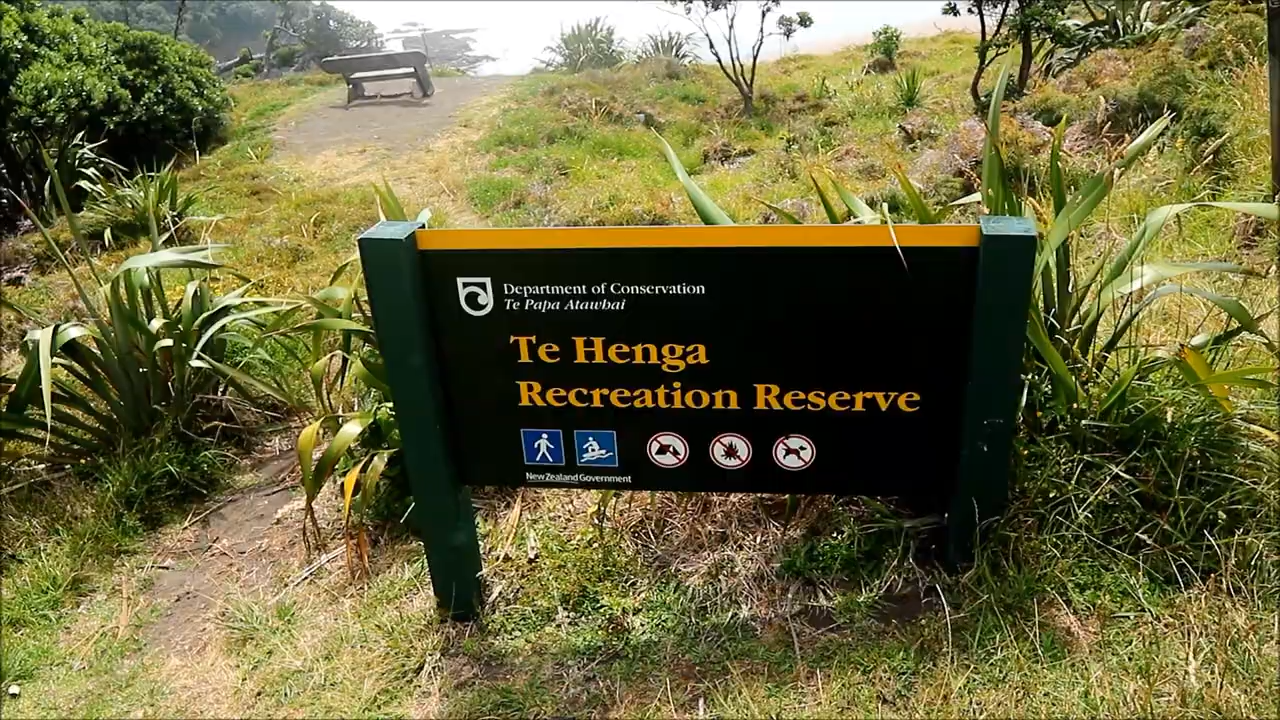 Department of Conservation
Te Papa Atawhai
Te Henga
Recreation Reserve
New Zealand Government